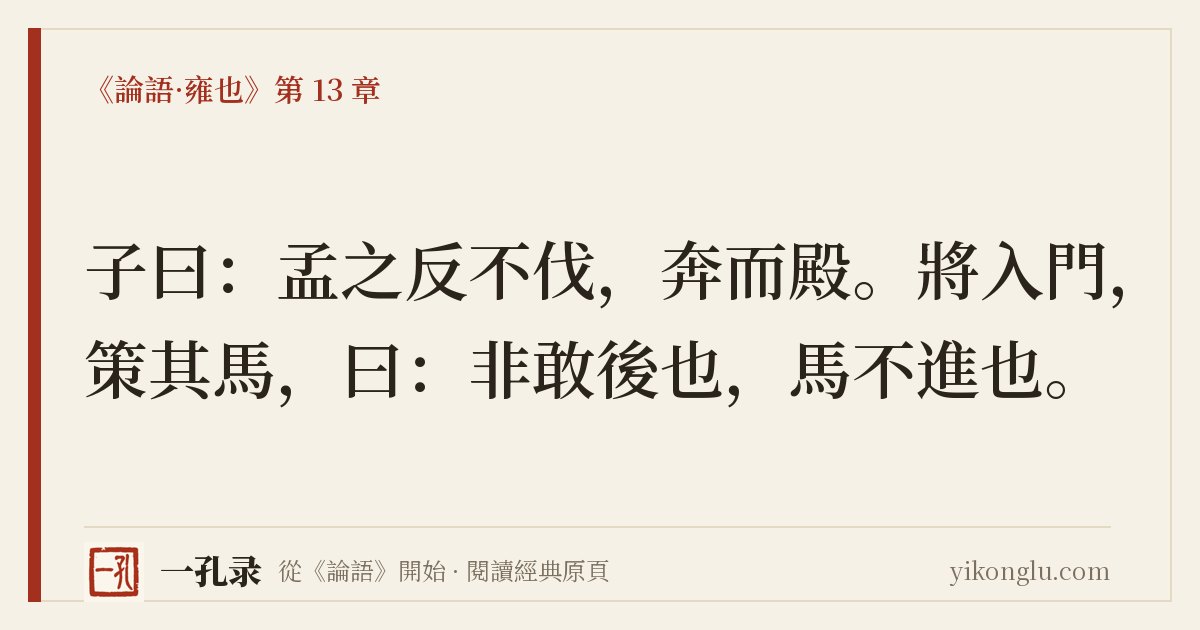 《論語·雍也》第 13 章
子曰：孟之反不伐，奔而殿。將入門，
策其馬，曰：非敢後也，馬不進也。
一孔
一孔录 從《論語》開始 · 閱讀經典原頁
yikonglu.com